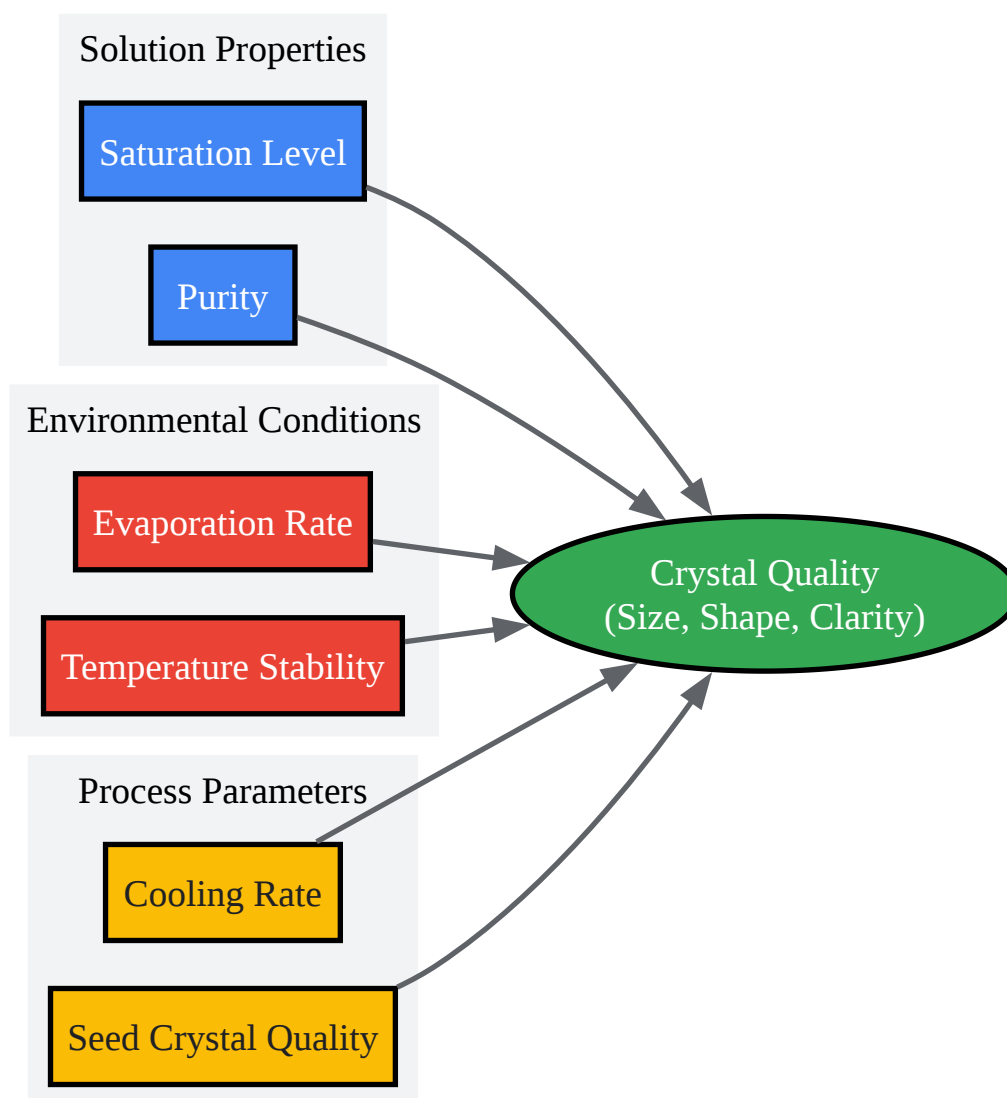 Solution Properties
Saturation Level
Purity
Environmental Conditions
Evaporation Rate
Temperature Stability
Process Parameters
Cooling Rate
Seed Crystal Quality
Crystal Quality
(Size, Shape, Clarity)